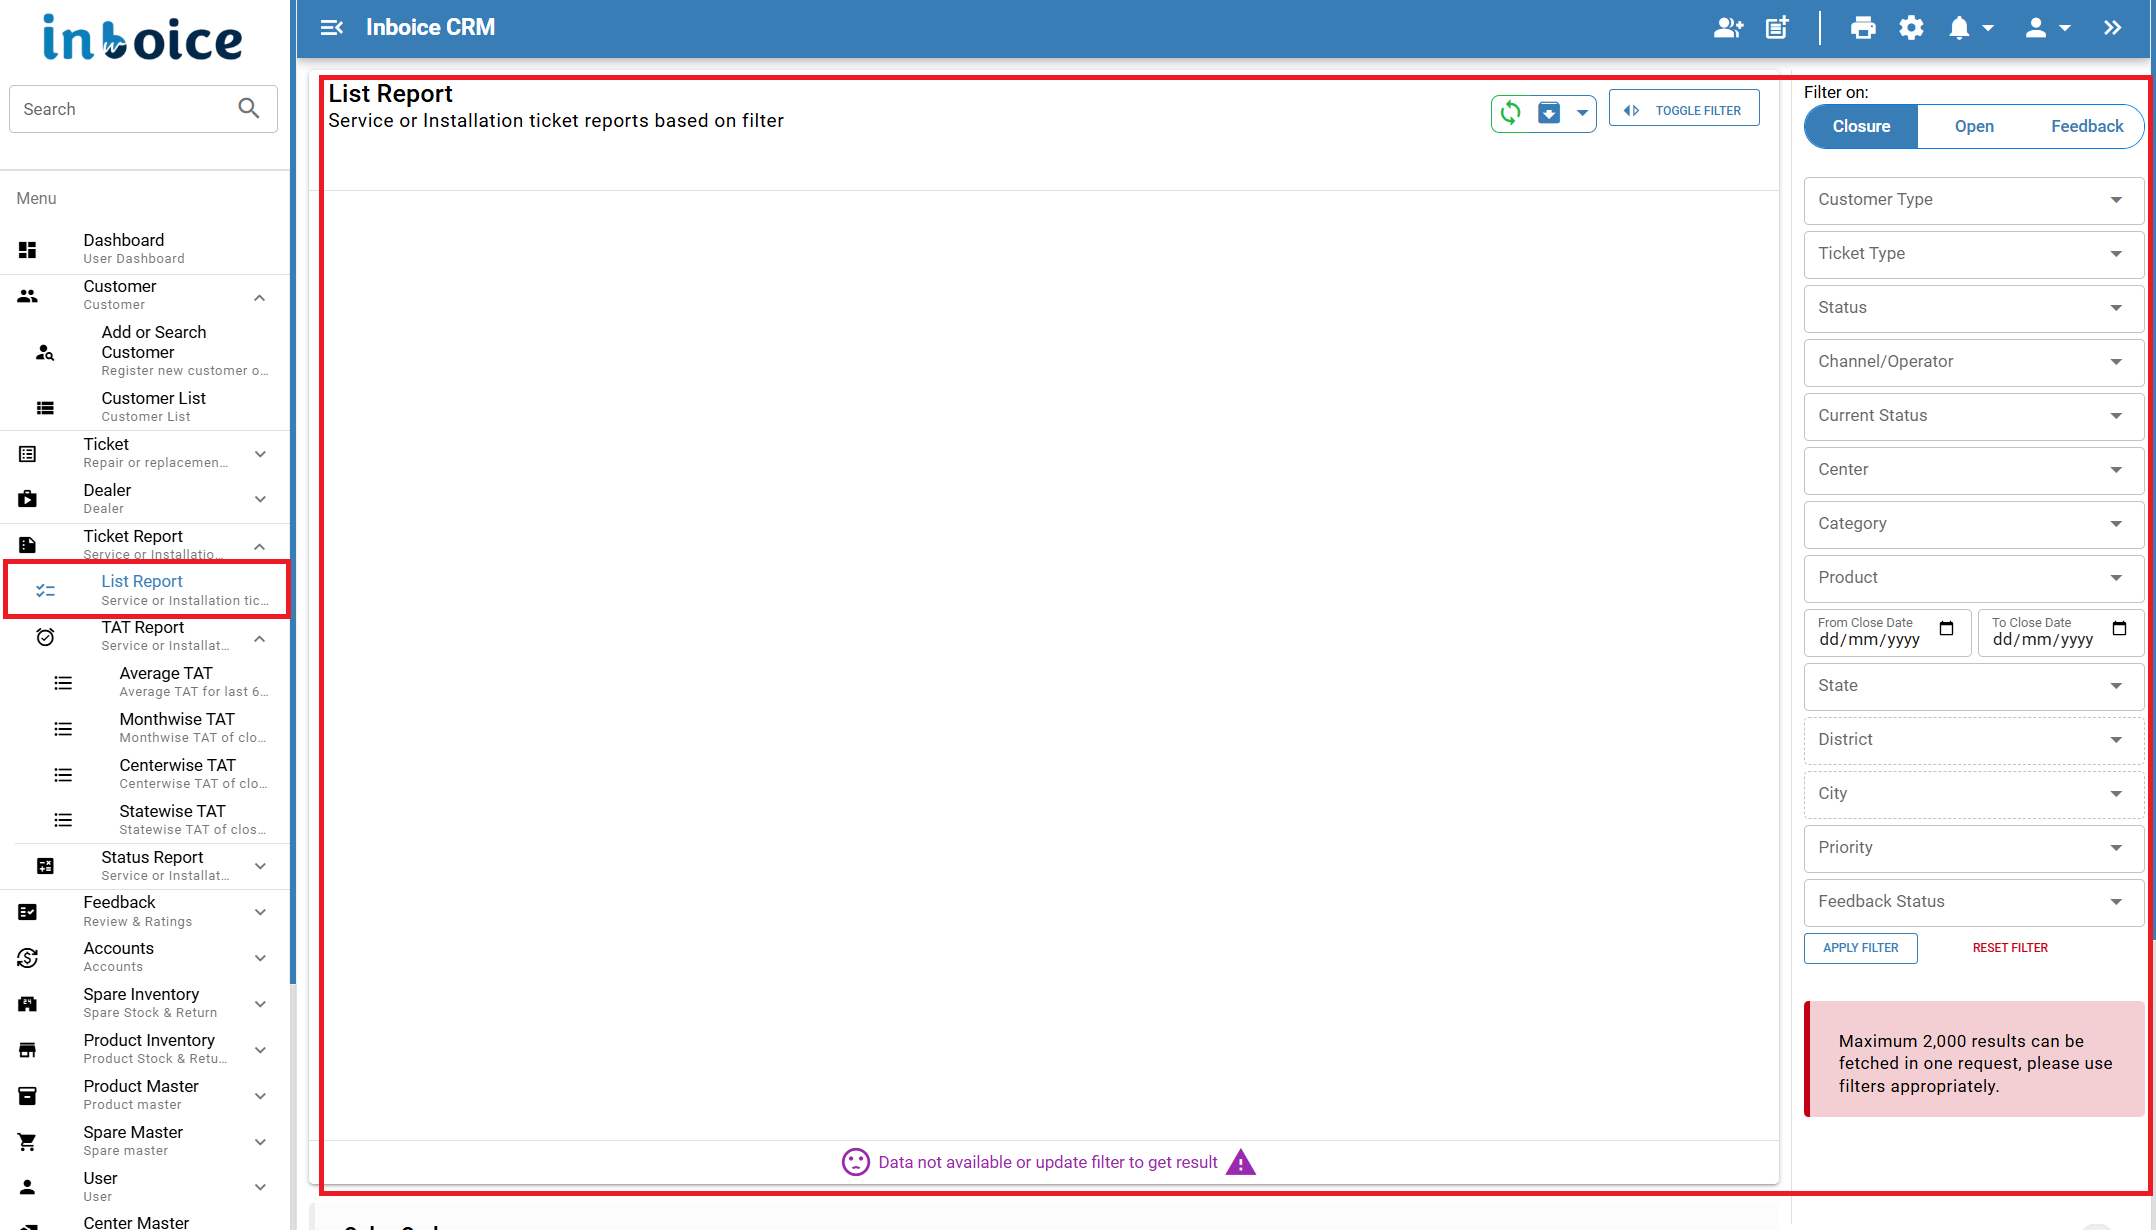 inboice
Search
Menu
Dashboard
User Dashboard
Customer
Customer
Add or Search
Customer
Register new customer o...
Customer List
Customer List
Ticket
Repair or replacemen...
Dealer
Dealer
Ticket Report
Service or Installatio...
List Report
Service or Installation tic...
TAT Report
Service or Installat...
Average TAT
Average TAT for last 6...
Monthwise TAT
Monthwise TAT of clo...
Centerwise TAT
Centerwise TAT of clo...
Statewise TAT
Statewise TAT of clos...
Status Report
Service or Installat...
Feedback
Review & Ratings
Accounts
Accounts
Spare Inventory
Spare Stock & Return
Product Inventory
Product Stock & Retu...
Product Master
Product master
Spare Master
Spare master
User
User
Center Master
Inboice CRM
List Report
Service or Installation ticket reports based on filter
TOGGLE FILTER
Data not available or update filter to get result
Filter on:
Closure Open Feedback
Customer Type
Ticket Type
Status
Channel/Operator
Current Status
Center
Category
Product
From Close Date To Close Date
dd/mm/yyyy dd/mm/yyyy
State
District
City
Priority
Feedback Status
APPLY FILTER RESET FILTER
Maximum 2,000 results can be
fetched in one request, please use
filters appropriately.